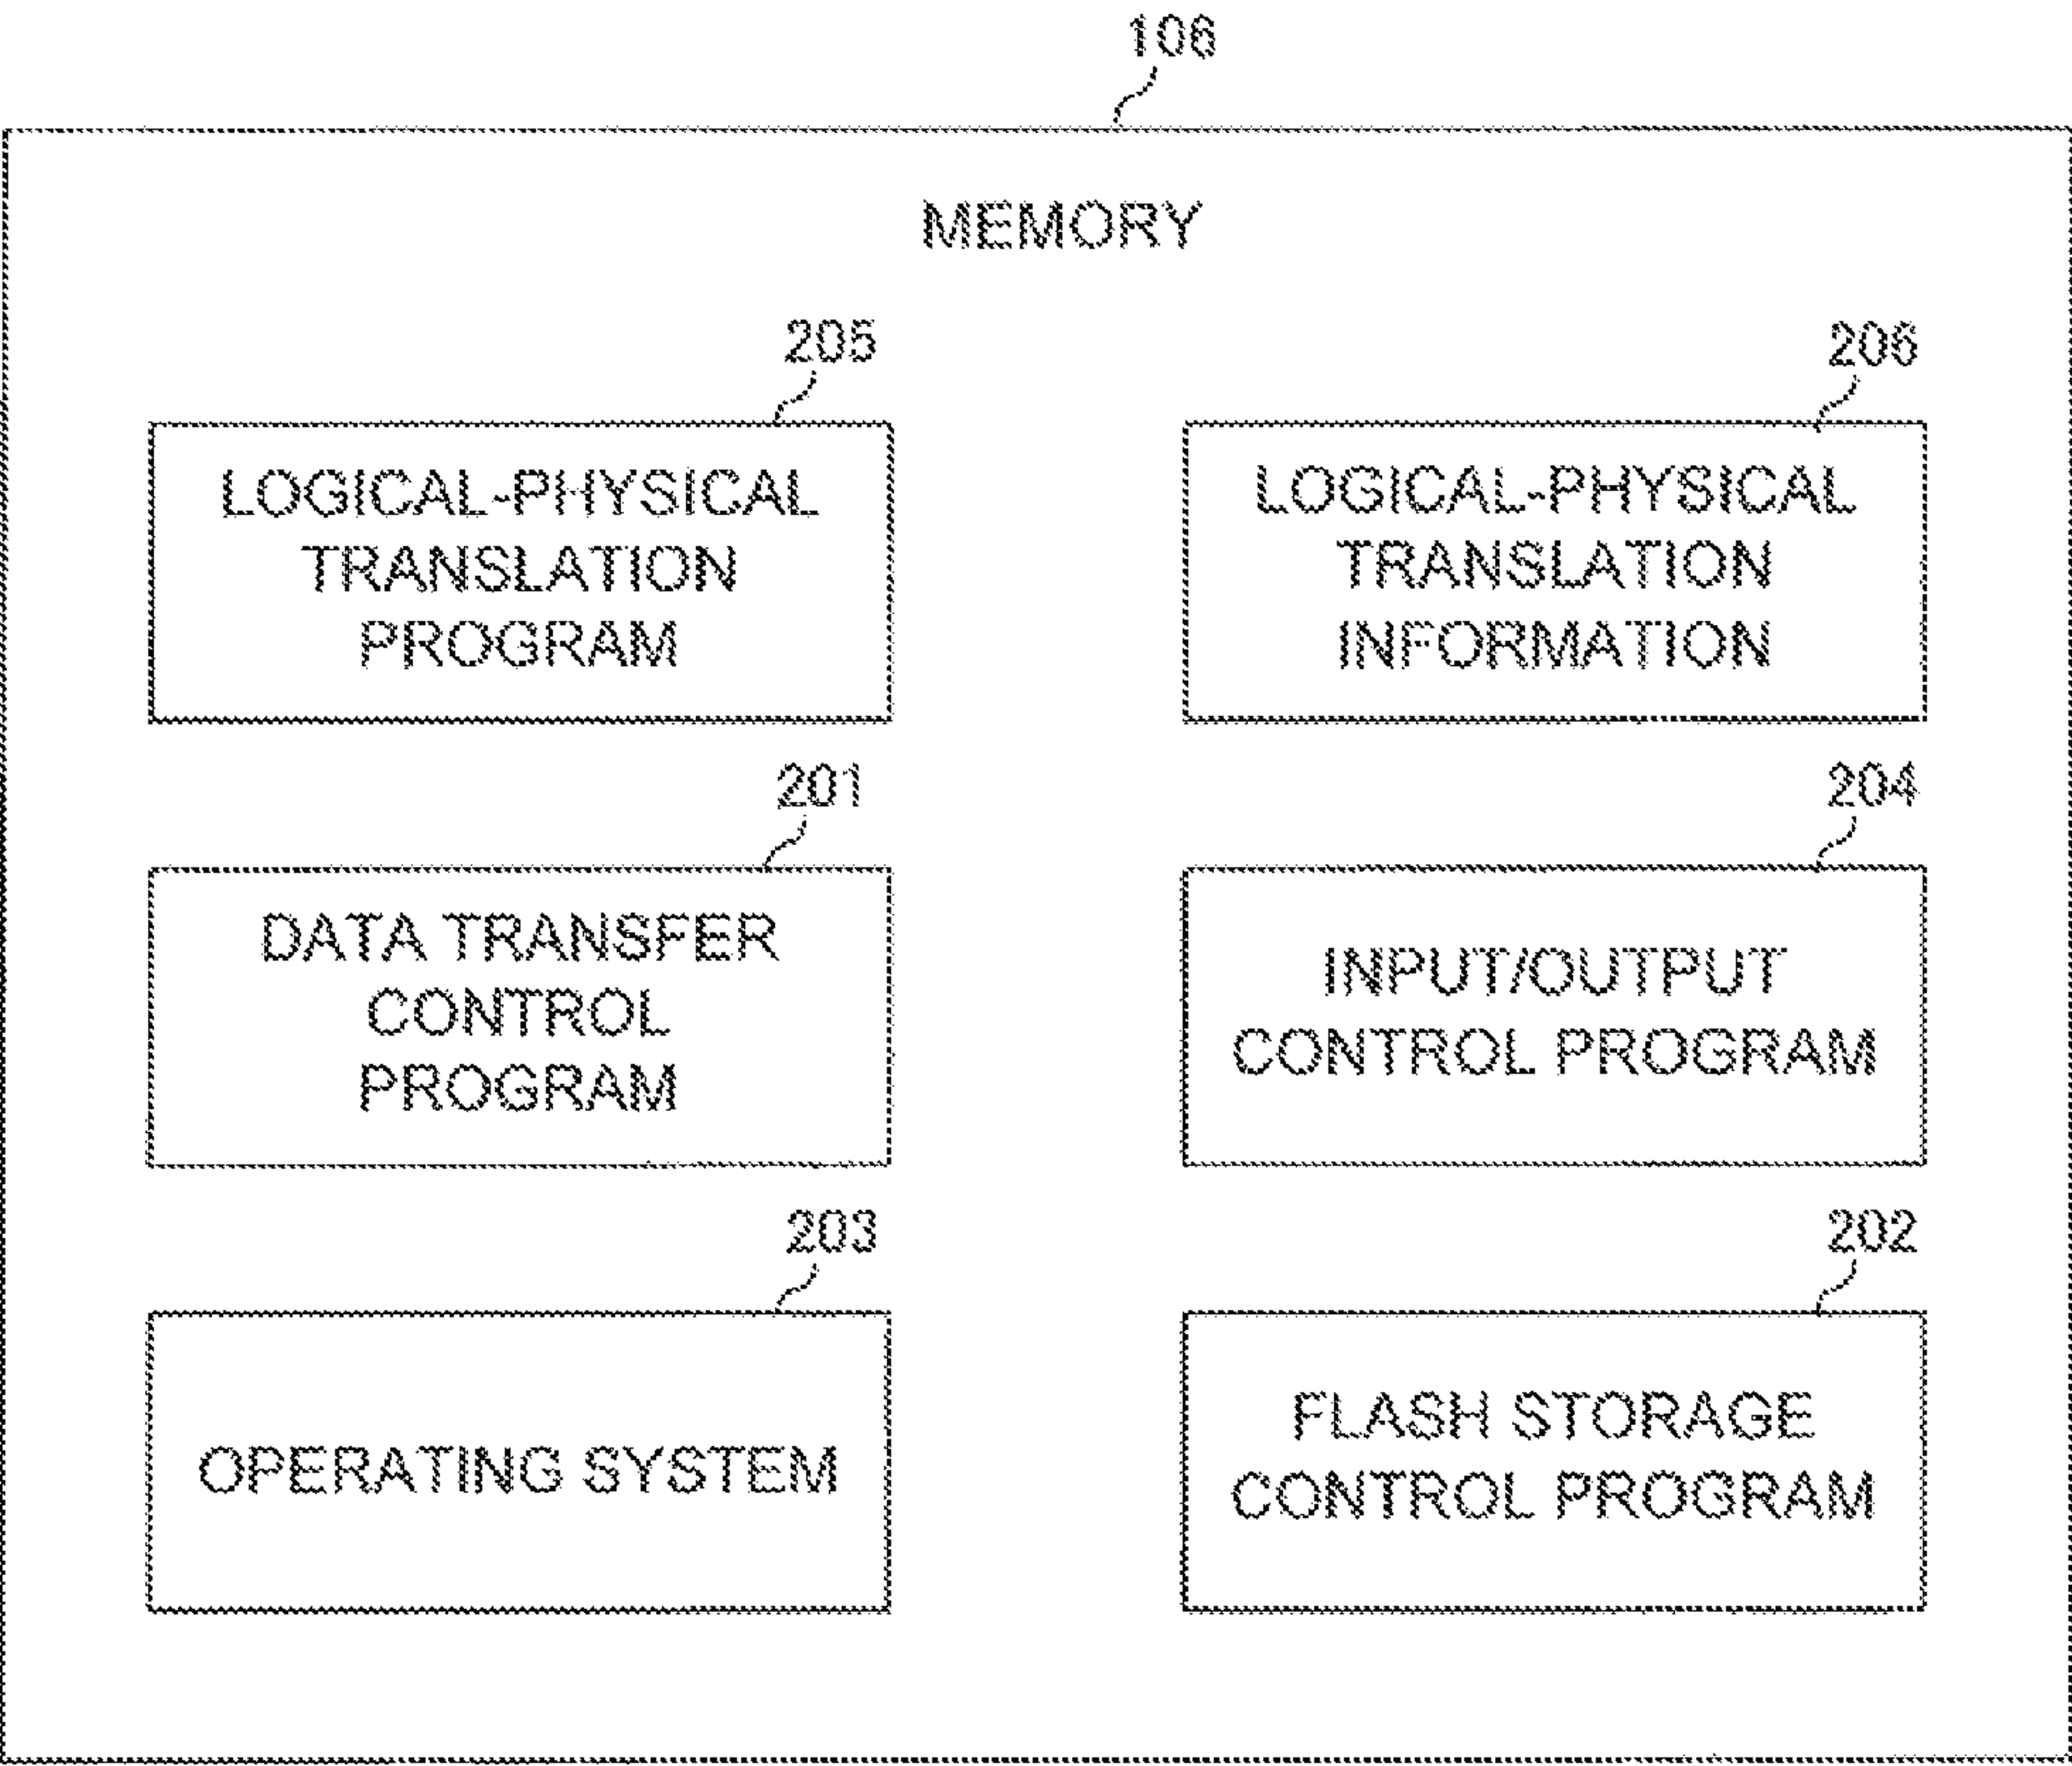 106
MEMORY
205
LOGICAL-PHYSICAL
TRANSLATION
PROGRAM
206
LOGICAL-PHYSICAL
TRANSLATION
INFORMATION
201
DATA TRANSFER
CONTROL
PROGRAM
204
INPUT/OUTPUT
CONTROL PROGRAM
203
OPERATING SYSTEM
202
FLASH STORAGE
CONTROL PROGRAM